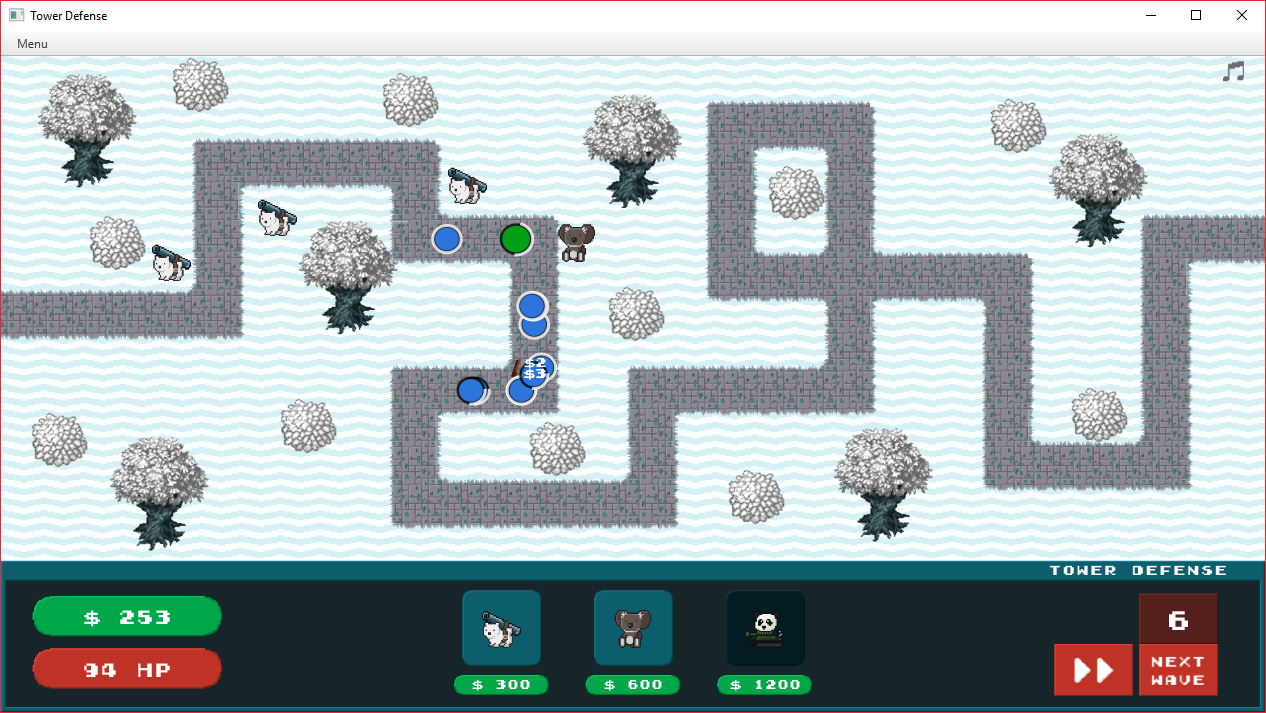 Tower Defense
Menu
$2
$3
TOWER DEFENSE
$ 253
94 HP
$ 300
$ 600
$ 1200
6
NEXT
WAVE